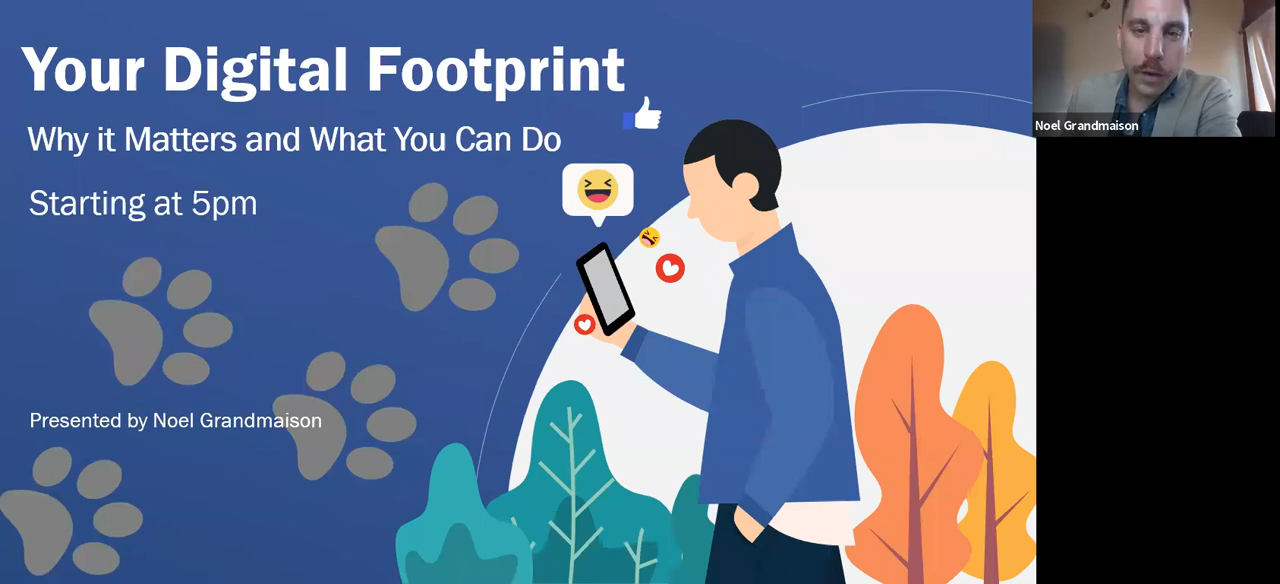 Your Digital Footprint
Why it Matters and What You Can Do
Starting at 5pm
Presented by Noel Grandmaison
Noel Grandmaison